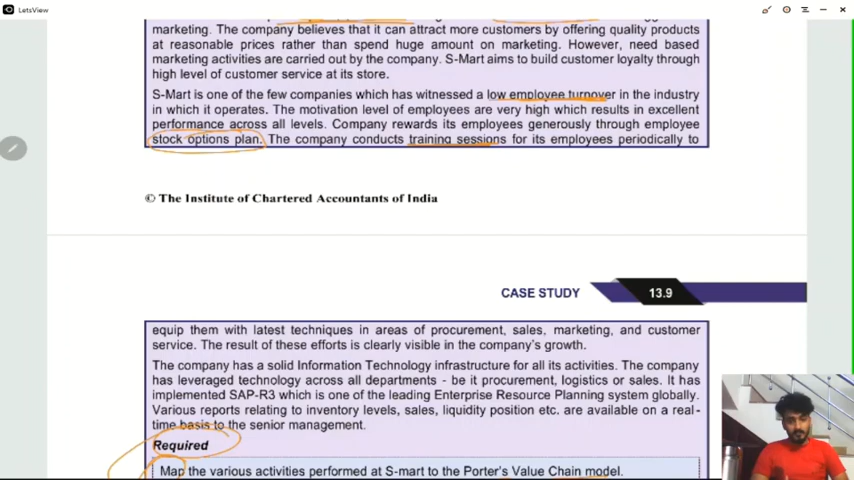 LetsView
marketing. The company believes that it can attract more customers by offering quality products
at reasonable prices rather than spend huge amount on marketing. However, need based
marketing activities are carried out by the company. S-Mart aims to build customer loyalty through
high level of customer service at its store.
S-Mart is one of the few companies which has witnessed a low employee turnover in the industry
in which it operates. The motivation level of employees are very high which results in excellent
performance across all levels. Company rewards its employees generously through employee
stock options plan. The company conducts training sessions for its employees periodically to
© The Institute of Chartered Accountants of India
CASE STUDY 13.9
equip them with latest techniques in areas of procurement, sales, marketing, and customer
service. The result of these efforts is clearly visible in the company's growth.
The company has a solid Information Technology infrastructure for all its activities. The company
has leveraged technology across all departments - be it procurement, logistics or sales. It has
implemented SAP-R3 which is one of the leading Enterprise Resource Planning system globally.
Various reports relating to inventory levels, sales, liquidity position etc. are available on a real-
time basis to the senior management.
Required
Map the various activities performed at S-mart to the Porter's Value Chain model.